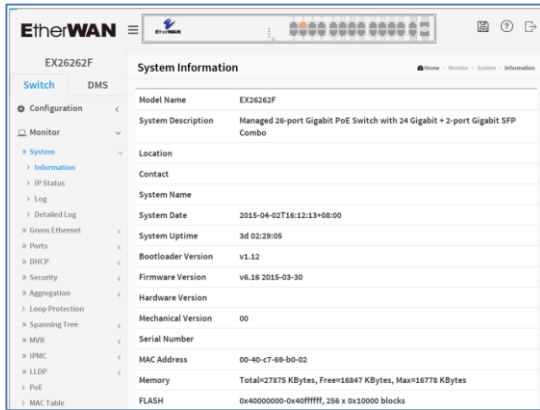 EtherWAN
EtherWAN
EX26262F
Switch DMS
Configuration
Monitor
» System
> Information
> IP Status
> Log
> Detailed Log
» Green Ethernet
» Ports
» DHCP
» Security
» Aggregation
> Loop Protection
» Spanning Tree
» MVR
» IPMC
» LLDP
> PoE
> MAC Table
System Information
Home > Monitor > System > Information
Model Name EX26262F
System Description Managed 26-port Gigabit PoE Switch with 24 Gigabit + 2-port Gigabit SFP
Combo
Location
Contact
System Name
System Date 2015-04-02T16:12:13+08:00
System Uptime 3d 02:29:05
Bootloader Version v1.12
Firmware Version v6.16 2015-03-30
Hardware Version
Mechanical Version 00
Serial Number
MAC Address 00-40-c7-69-b0-02
Memory Total=27875 KBytes, Free=16847 KBytes, Max=16778 KBytes
FLASH 0x40000000-0x40ffffff, 256 x 0x10000 blocks